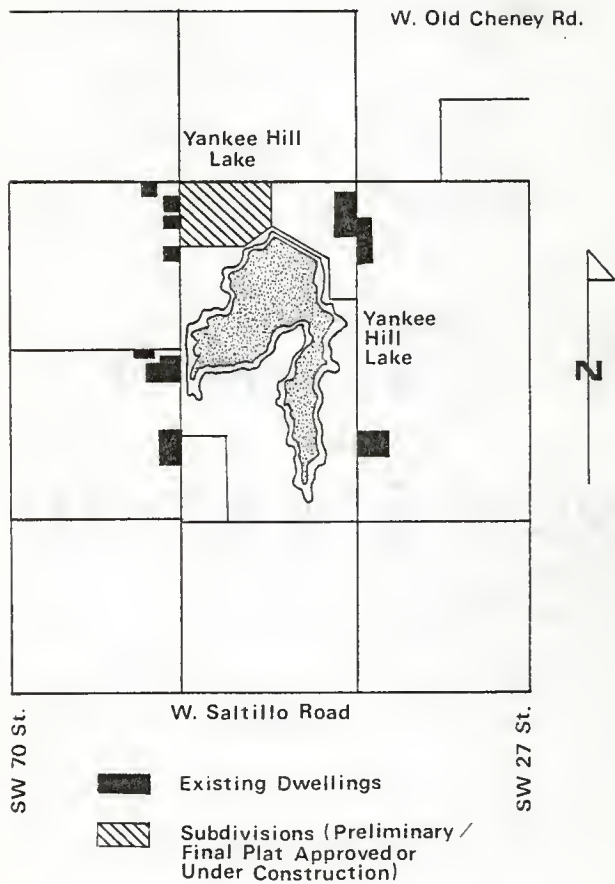 W. Old Cheney Rd.
Yankee Hill
Lake
Yankee
Hill
Lake
N
W. Saltillo Road
SW 70 St.
SW 27 St.
Existing Dwellings
Subdivisions (Preliminary /
Final Plat Approved or
Under Construction)